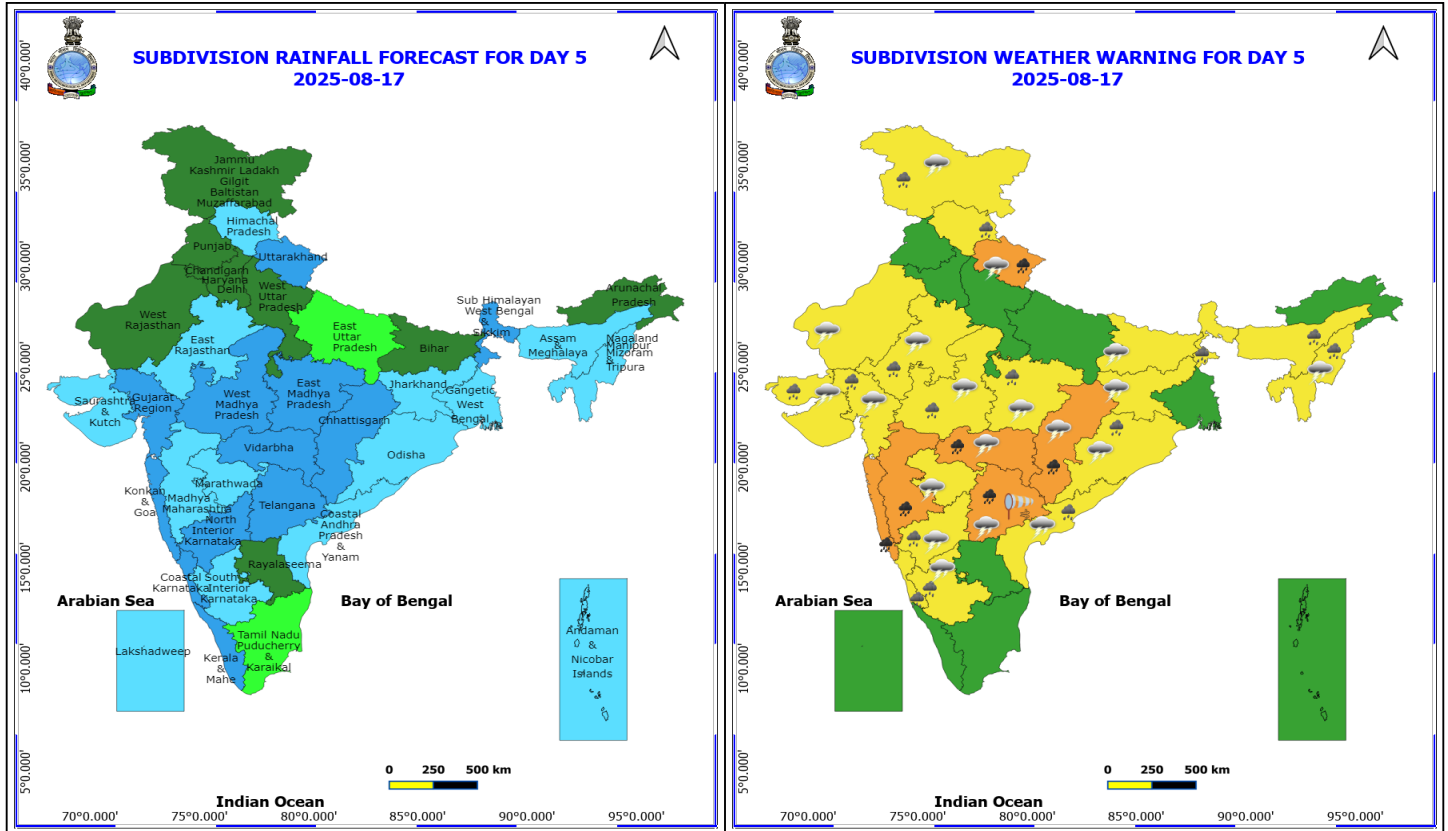 SUBDIVISION RAINFALL FORECAST FOR DAY 5
2025-08-17
40°0.000'
35°0.000'
30°0.000'
25°0.000'
20°0.000'
15°0.000'
10°0.000'
5°0.000'
Jammu
Kashmir Ladakh
Gilgit
Baltistan
Muzaffarabad
Himachal
Pradesh
Punjab
Uttarakhand
Chandigarh
Haryana
Delhi
West
Uttar
Pradesh
West
Rajasthan
East
Rajasthan
East
Uttar
Pradesh
Bihar
Sub Himalayan
West Bengal
&
Sikkim
Arunachal
Pradesh
Assam
&
Meghalaya
Nagaland
Manipur
Mizoram
&
Tripura
Saurashtra
&
Kutch
Gujarat
Region
West
Madhya
Pradesh
East
Madhya
Pradesh
Jharkhand
Gangetic
West
Bengal
Chhattisgarh
Vidarbha
Odisha
Konkan
&
Goa
Madhya
Maharashtra
Marathwada
Telangana
North
Interior
Karnataka
Coastal
Andhra
Pradesh
&
Yanam
Rayalaseema
Coastal
Karnataka
South
Interior
Karnataka
Tamil Nadu
Puducherry
&
Karaikal
Kerala
&
Mahe
Lakshadweep
Andaman
&
Nicobar
Islands
Arabian Sea
Bay of Bengal
0 250 500 km
Indian Ocean
70°0.000' 75°0.000' 80°0.000' 85°0.000' 90°0.000' 95°0.000'
SUBDIVISION WEATHER WARNING FOR DAY 5
2025-08-17
40°0.000'
35°0.000'
30°0.000'
25°0.000'
20°0.000'
15°0.000'
10°0.000'
5°0.000'
Arabian Sea
Bay of Bengal
0 250 500 km
Indian Ocean
70°0.000' 75°0.000' 80°0.000' 85°0.000' 90°0.000' 95°0.000'